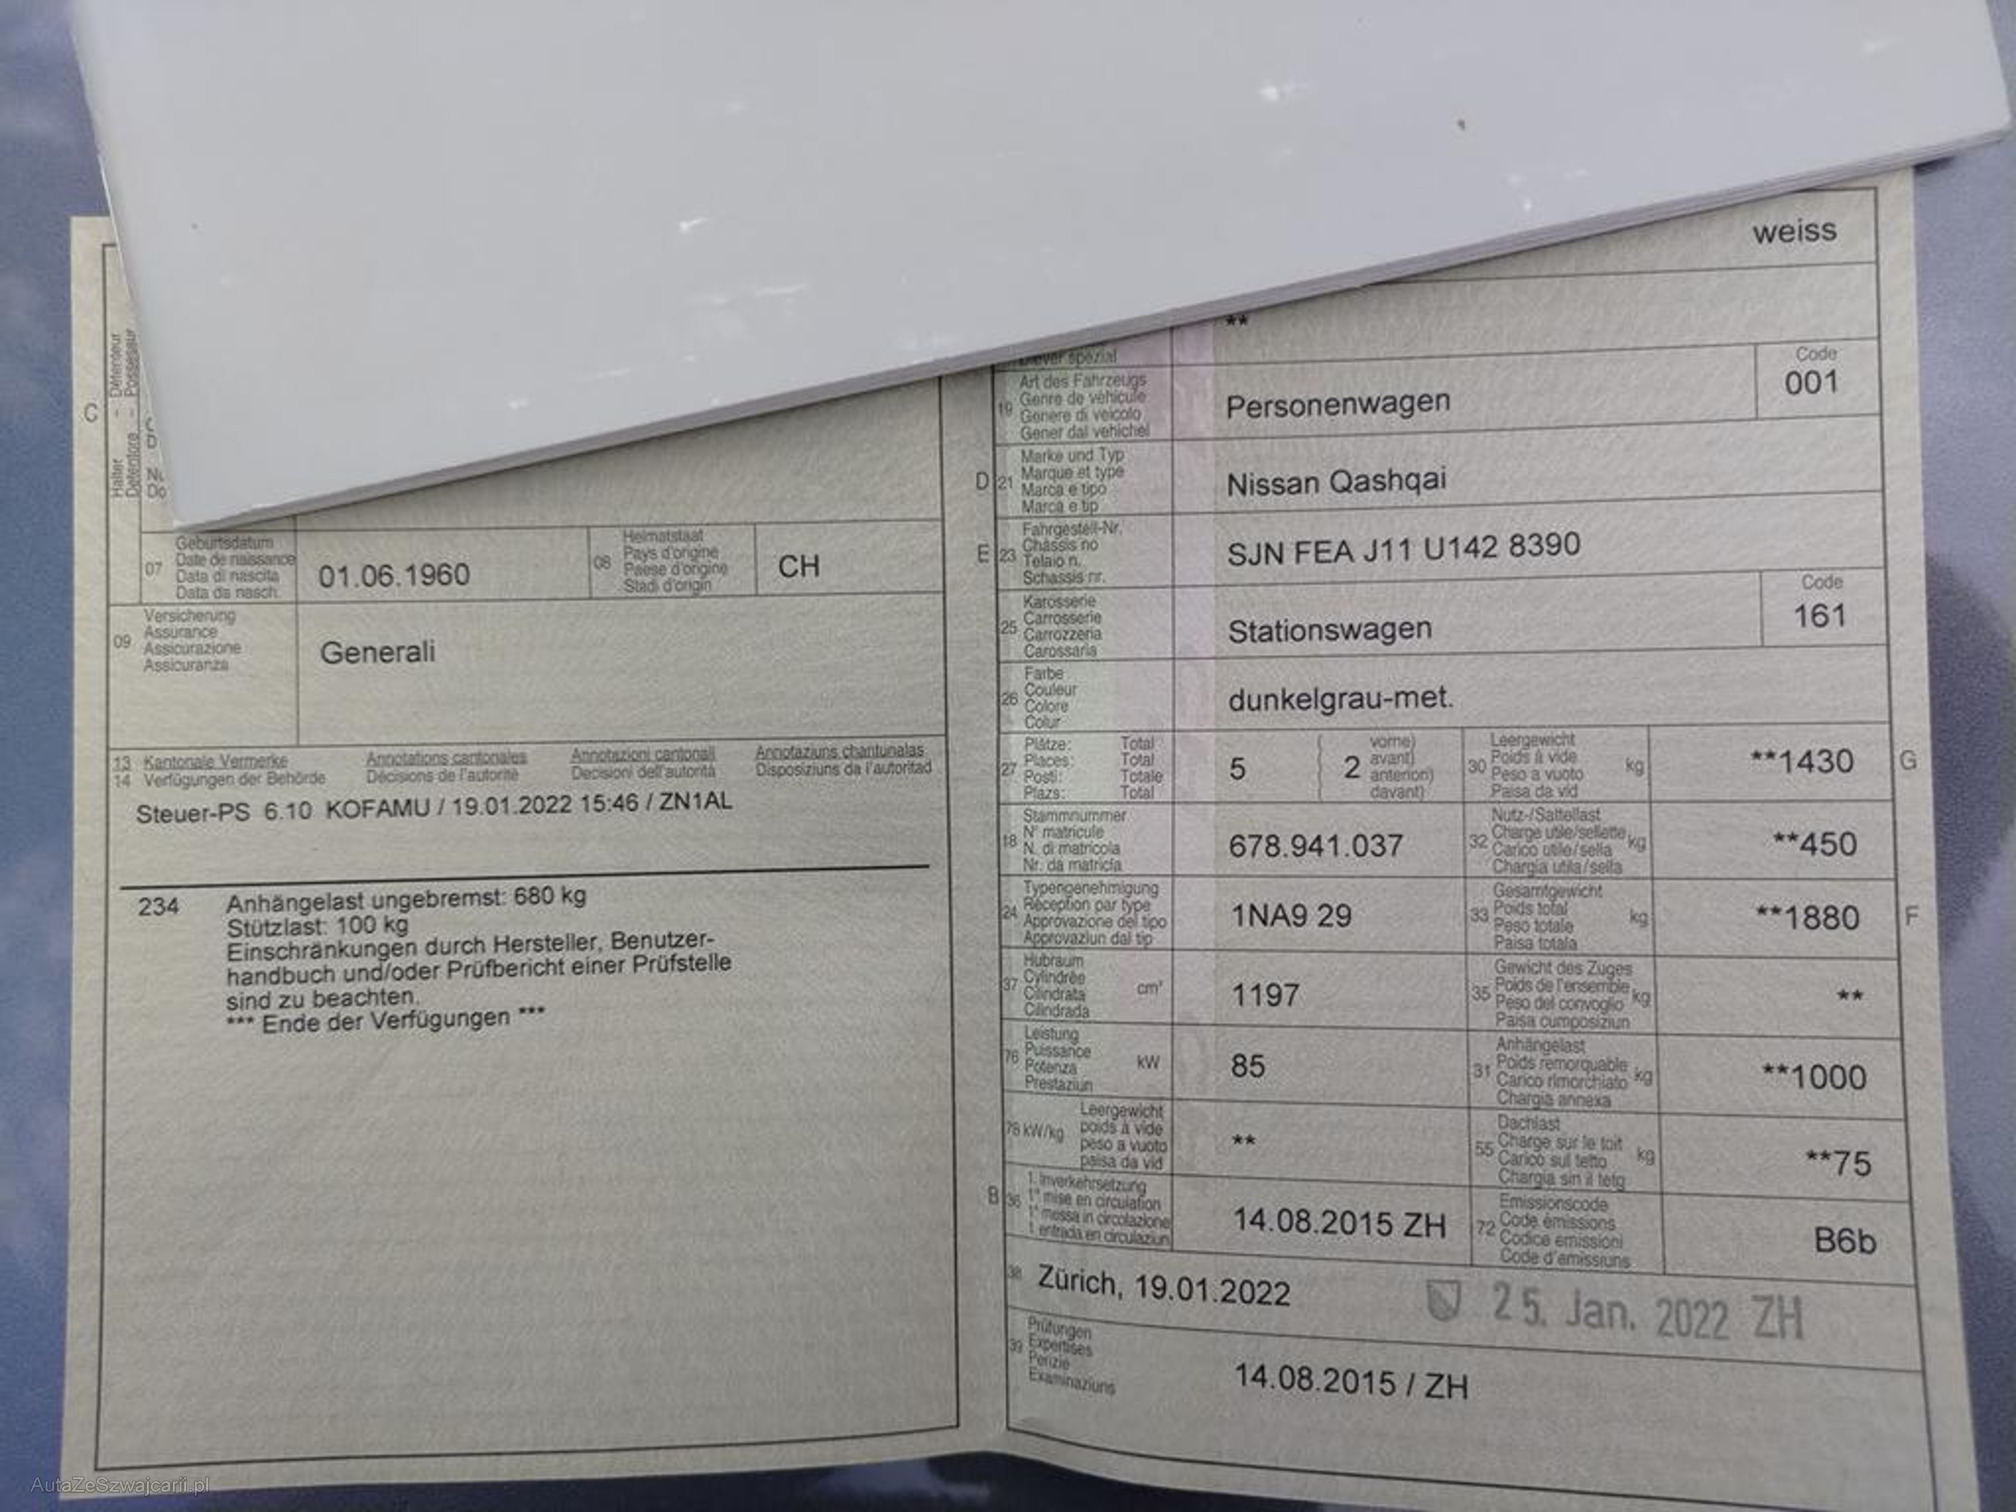 C
Halter – Détenteur
Detentore – Possessur
07 Geburtsdatum
Date de naissance
Data di nascita
Data da nasch.
01.06.1960
08 Heimatstaat
Pays d'origine
Paese d'origine
Stadi d'origin
CH
09 Versicherung
Assurance
Assicurazione
Assicuranza
Generali
13 Kantonale Vermerke Annotations cantonales Annotazioni cantonali Annotaziuns chantunalas
14 Verfügungen der Behörde Décisions de l'autorité Decisioni dell'autorità Disposiziuns da l'autoritad
Steuer-PS 6.10 KOFAMU / 19.01.2022 15:46 / ZN1AL
234 Anhängelast ungebremst: 680 kg
Stützlast: 100 kg
Einschränkungen durch Hersteller, Benutzer-
handbuch und/oder Prüfbericht einer Prüfstelle
sind zu beachten.
*** Ende der Verfügungen ***
weiss
**
spezial
19 Art des Fahrzeugs
Genre de véhicule
Genere di veicolo
Gener dal vehichel
Personenwagen
Code
001
D 21 Marke und Typ
Marque et type
Marca e tipo
Marca e tip
Nissan Qashqai
E 23 Fahrgestell-Nr.
Châssis no
Telaio n.
Schassis nr.
SJN FEA J11 U142 8390
25 Karosserie
Carrosserie
Carrozzeria
Carossaria
Stationswagen
Code
161
26 Farbe
Couleur
Colore
Colur
dunkelgrau-met.
27 Plätze: Total
Places: Total
Posti: Totale
Plazs: Total
5 ( 2 vorne)
avant)
anteriori)
davant)
30 Leergewicht
Poids à vide
Peso a vuoto
Paisa da vid
kg
**1430
G
18 Stammnummer
N° matricule
N. di matricola
Nr. da matricla
678.941.037
32 Nutz-/Sattellast
Charge utile/sellette
Carico utile/sella
Chargia utila/sella
kg
**450
24 Typengenehmigung
Réception par type
Approvazione del tipo
Approvaziun dal tip
1NA9 29
33 Gesamtgewicht
Poids total
Peso totale
Paisa totala
kg
**1880
F
37 Hubraum
Cylindrée
Cilindrata
Cilindrada
cm³
1197
35 Gewicht des Zuges
Poids de l'ensemble
Peso del convoglio
Paisa cumposiziun
kg
**
76 Leistung
Puissance
Potenza
Prestaziun
kW
85
31 Anhängelast
Poids remorquable
Carico rimorchiato
Chargia annexa
kg
**1000
78 kW/kg Leergewicht
poids à vide
peso a vuoto
paisa da vid
**
55 Dachlast
Charge sur le toit
Carico sul tetto
Chargia sin il tetg
kg
**75
B 36 1. Inverkehrsetzung
1re mise en circulation
1a messa in circolazione
1. entrada en circulaziun
14.08.2015 ZH
72 Emissionscode
Code émissions
Codice emissioni
Code d'emissiuns
B6b
38 Zürich, 19.01.2022
25. Jan. 2022 ZH
39 Prüfungen
Expertises
Perizie
Examinaziuns
14.08.2015 / ZH
AutaZeSzwajcarii.pl